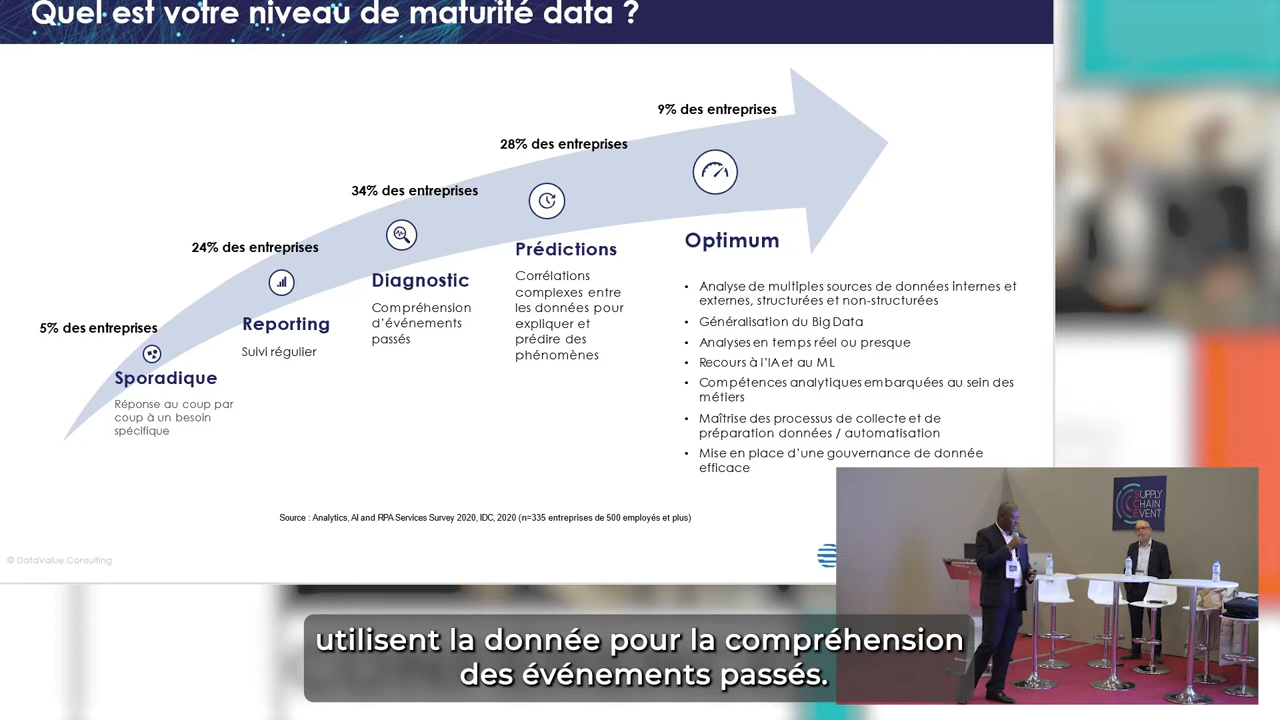 Quel est votre niveau de maturité data ?
9% des entreprises
28% des entreprises
34% des entreprises
24% des entreprises
5% des entreprises
Sporadique
Réponse au coup par
coup à un besoin
spécifique
Reporting
Suivi régulier
Diagnostic
Compréhension
d'événements
passés
Prédictions
Corrélations
complexes entre
les données pour
expliquer et
prédire des
phénomènes
Optimum
• Analyse de multiples sources de données internes et
externes, structurées et non-structurées
• Généralisation du Big Data
• Analyses en temps réel ou presque
• Recours à l'IA et au ML
• Compétences analytiques embarquées au sein des
métiers
• Maîtrise des processus de collecte et de
préparation données / automatisation
• Mise en place d'une gouvernance de donnée
efficace
Source : Analytics, AI and RPA Services Survey 2020, IDC, 2020 (n=335 entreprises de 500 employés et plus)
© DataValue Consulting
SUPPLY
CHAIN
EVENT
utilisent la donnée pour la compréhension
des événements passés.